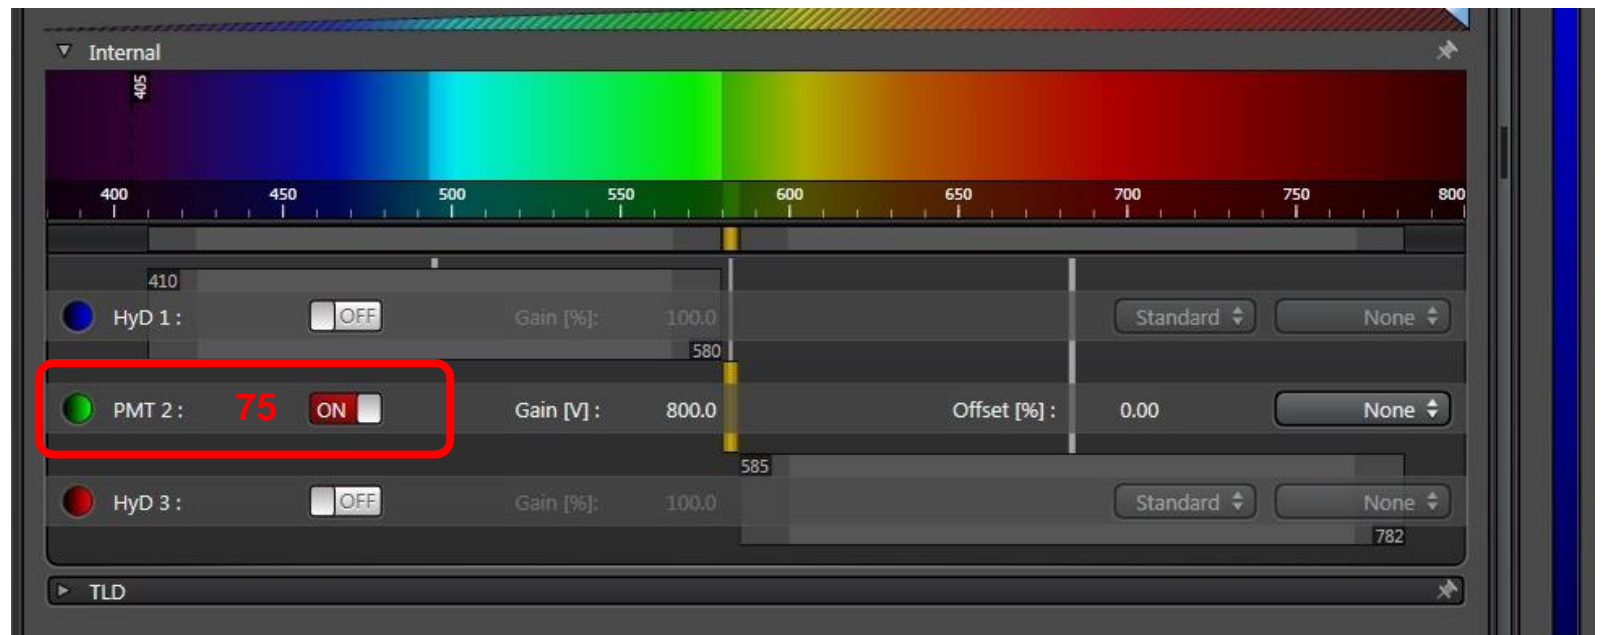 Internal
405
400 450 500 550 600 650 700 750 800
410
HyD 1 : OFF Gain [%]: 100.0 Standard None
580
PMT 2 : 75 ON Gain [V] : 800.0 Offset [%] : 0.00 None
585
HyD 3 : OFF Gain [%]: 100.0 Standard None
782
TLD